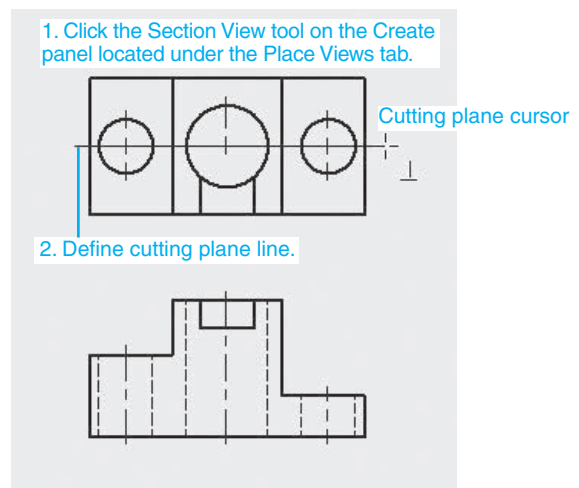 1. Click the Section View tool on the Create
panel located under the Place Views tab.
Cutting plane cursor
2. Define cutting plane line.